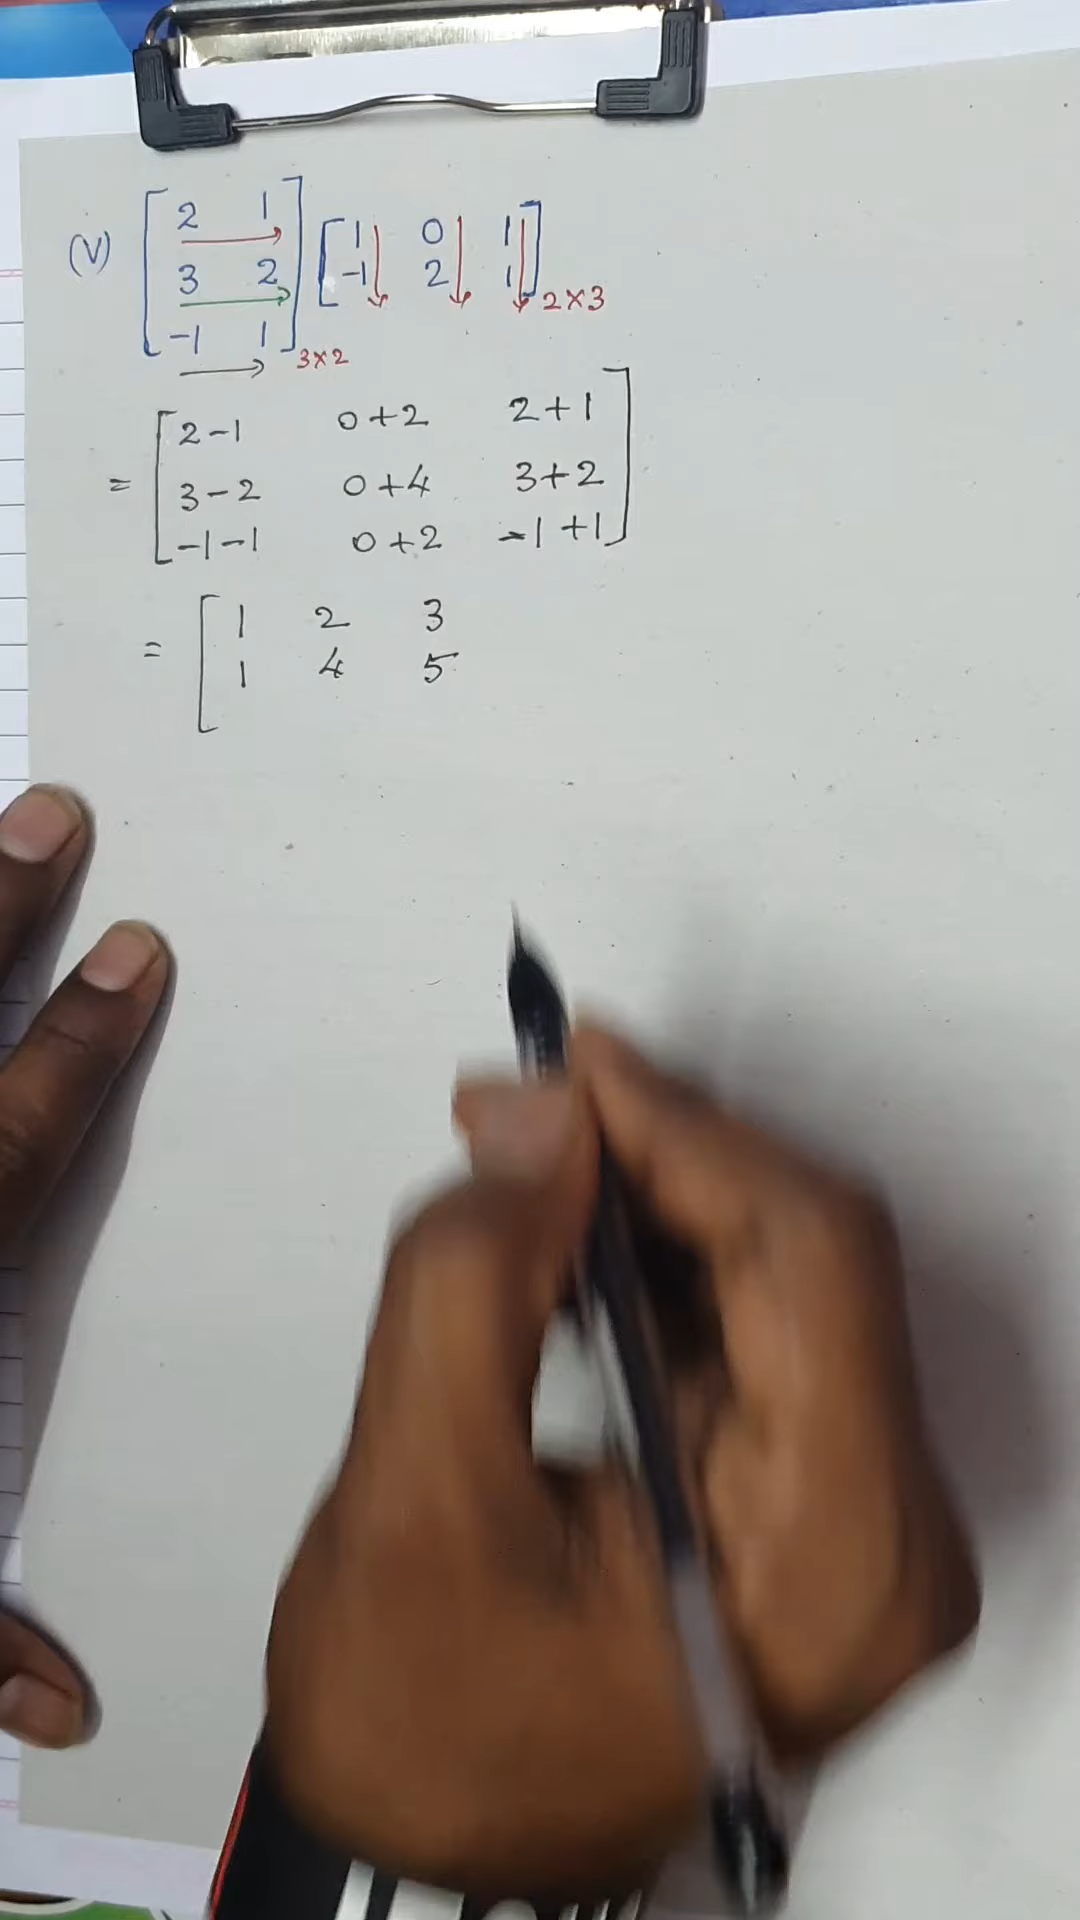 (V) [2 1] [1 0 1]
[3 2] [-1 2 1] 2×3
[-1 1] 3×2
= [2-1 0+2 2+1]
[3-2 0+4 3+2]
[-1-1 0+2 -1+1]
= [1 2 3
[1 4 5